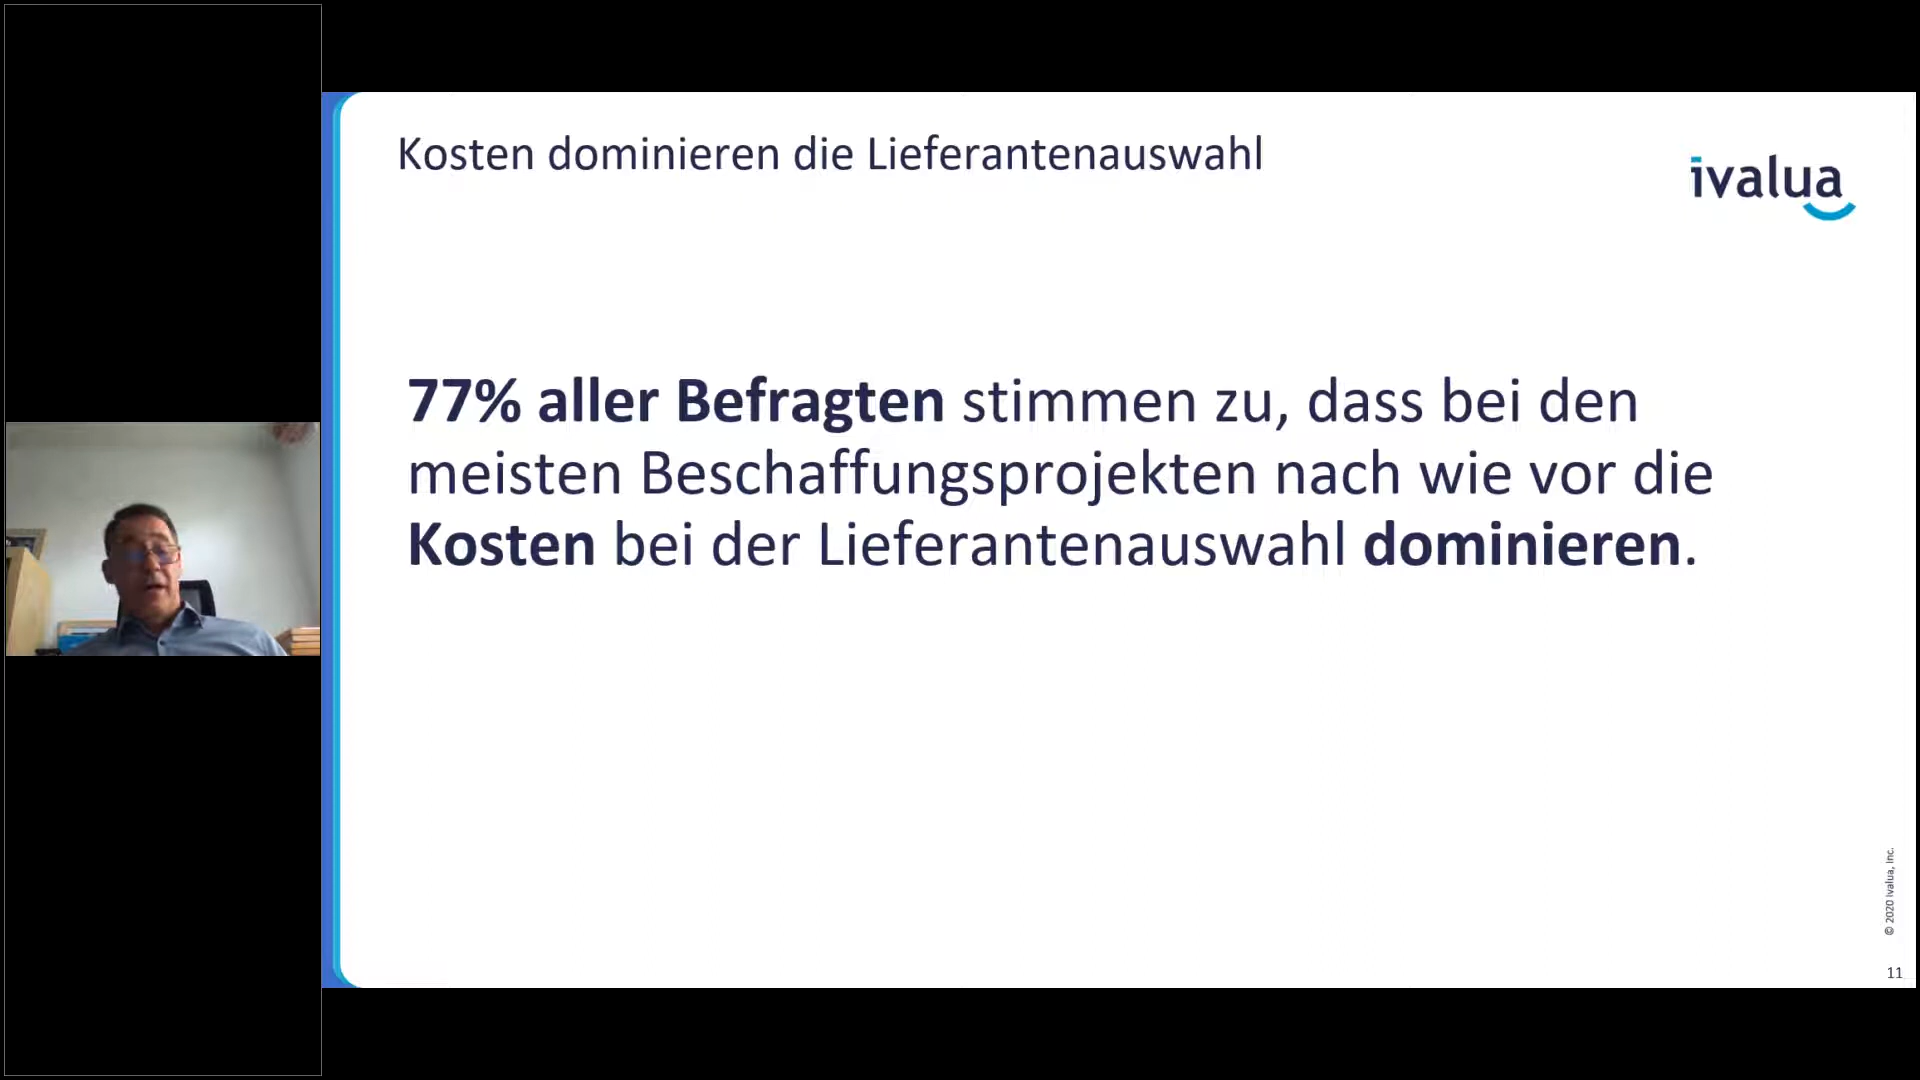 Kosten dominieren die Lieferantenauswahl
ivalua
77% aller Befragten stimmen zu, dass bei den
meisten Beschaffungsprojekten nach wie vor die
Kosten bei der Lieferantenauswahl dominieren.
© 2020 Ivalua, Inc.
11